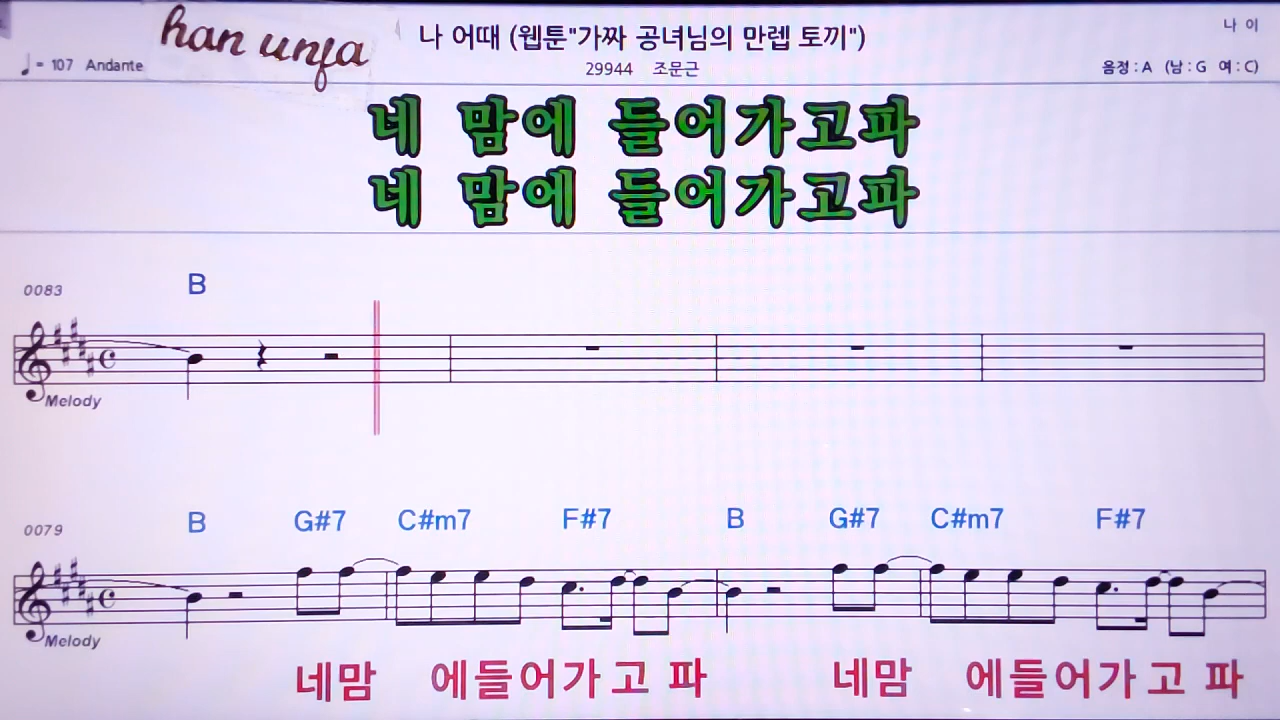 han unfa
나 어때 (웹툰"가짜 공녀님의 만렙 토끼")
나 이
♩= 107 Andante
29944 조문근
음정 : A (남 : G 여 : C)
네 맘에 들어가고파
네 맘에 들어가고파
0083
B
Melody
0079
B G#7 C#m7 F#7 B G#7 C#m7 F#7
Melody
네맘 에들어가고 파 네맘 에들어가고 파